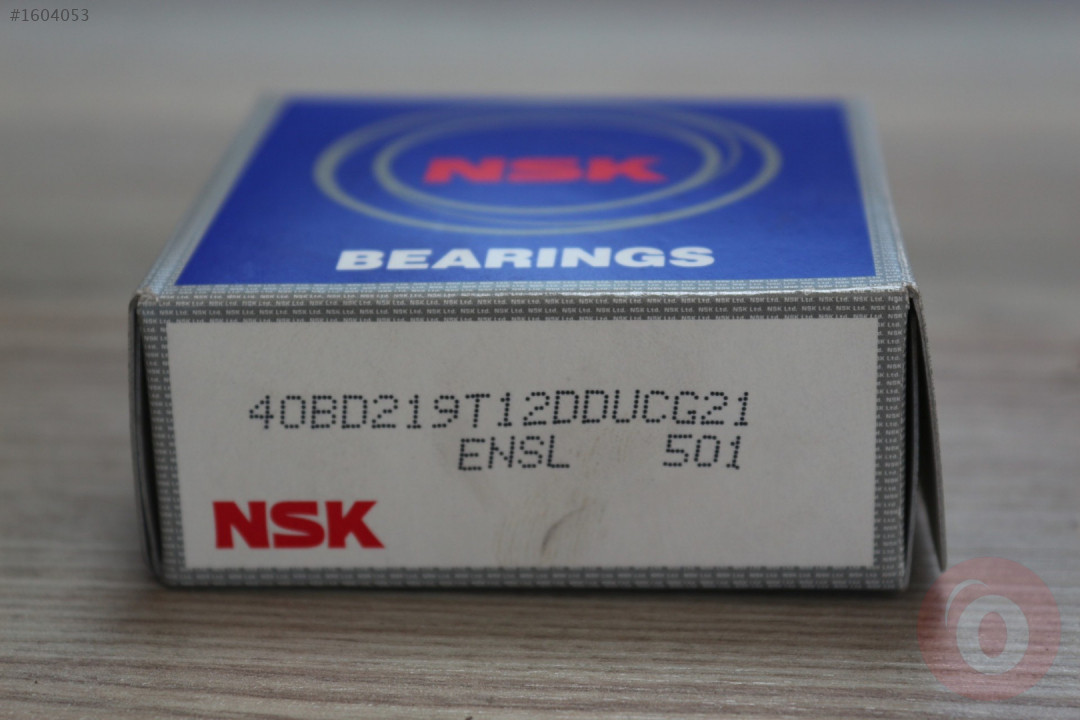 #1604053
NSK
BEARINGS
40BD219T12DDUCG21
ENSL 501
NSK